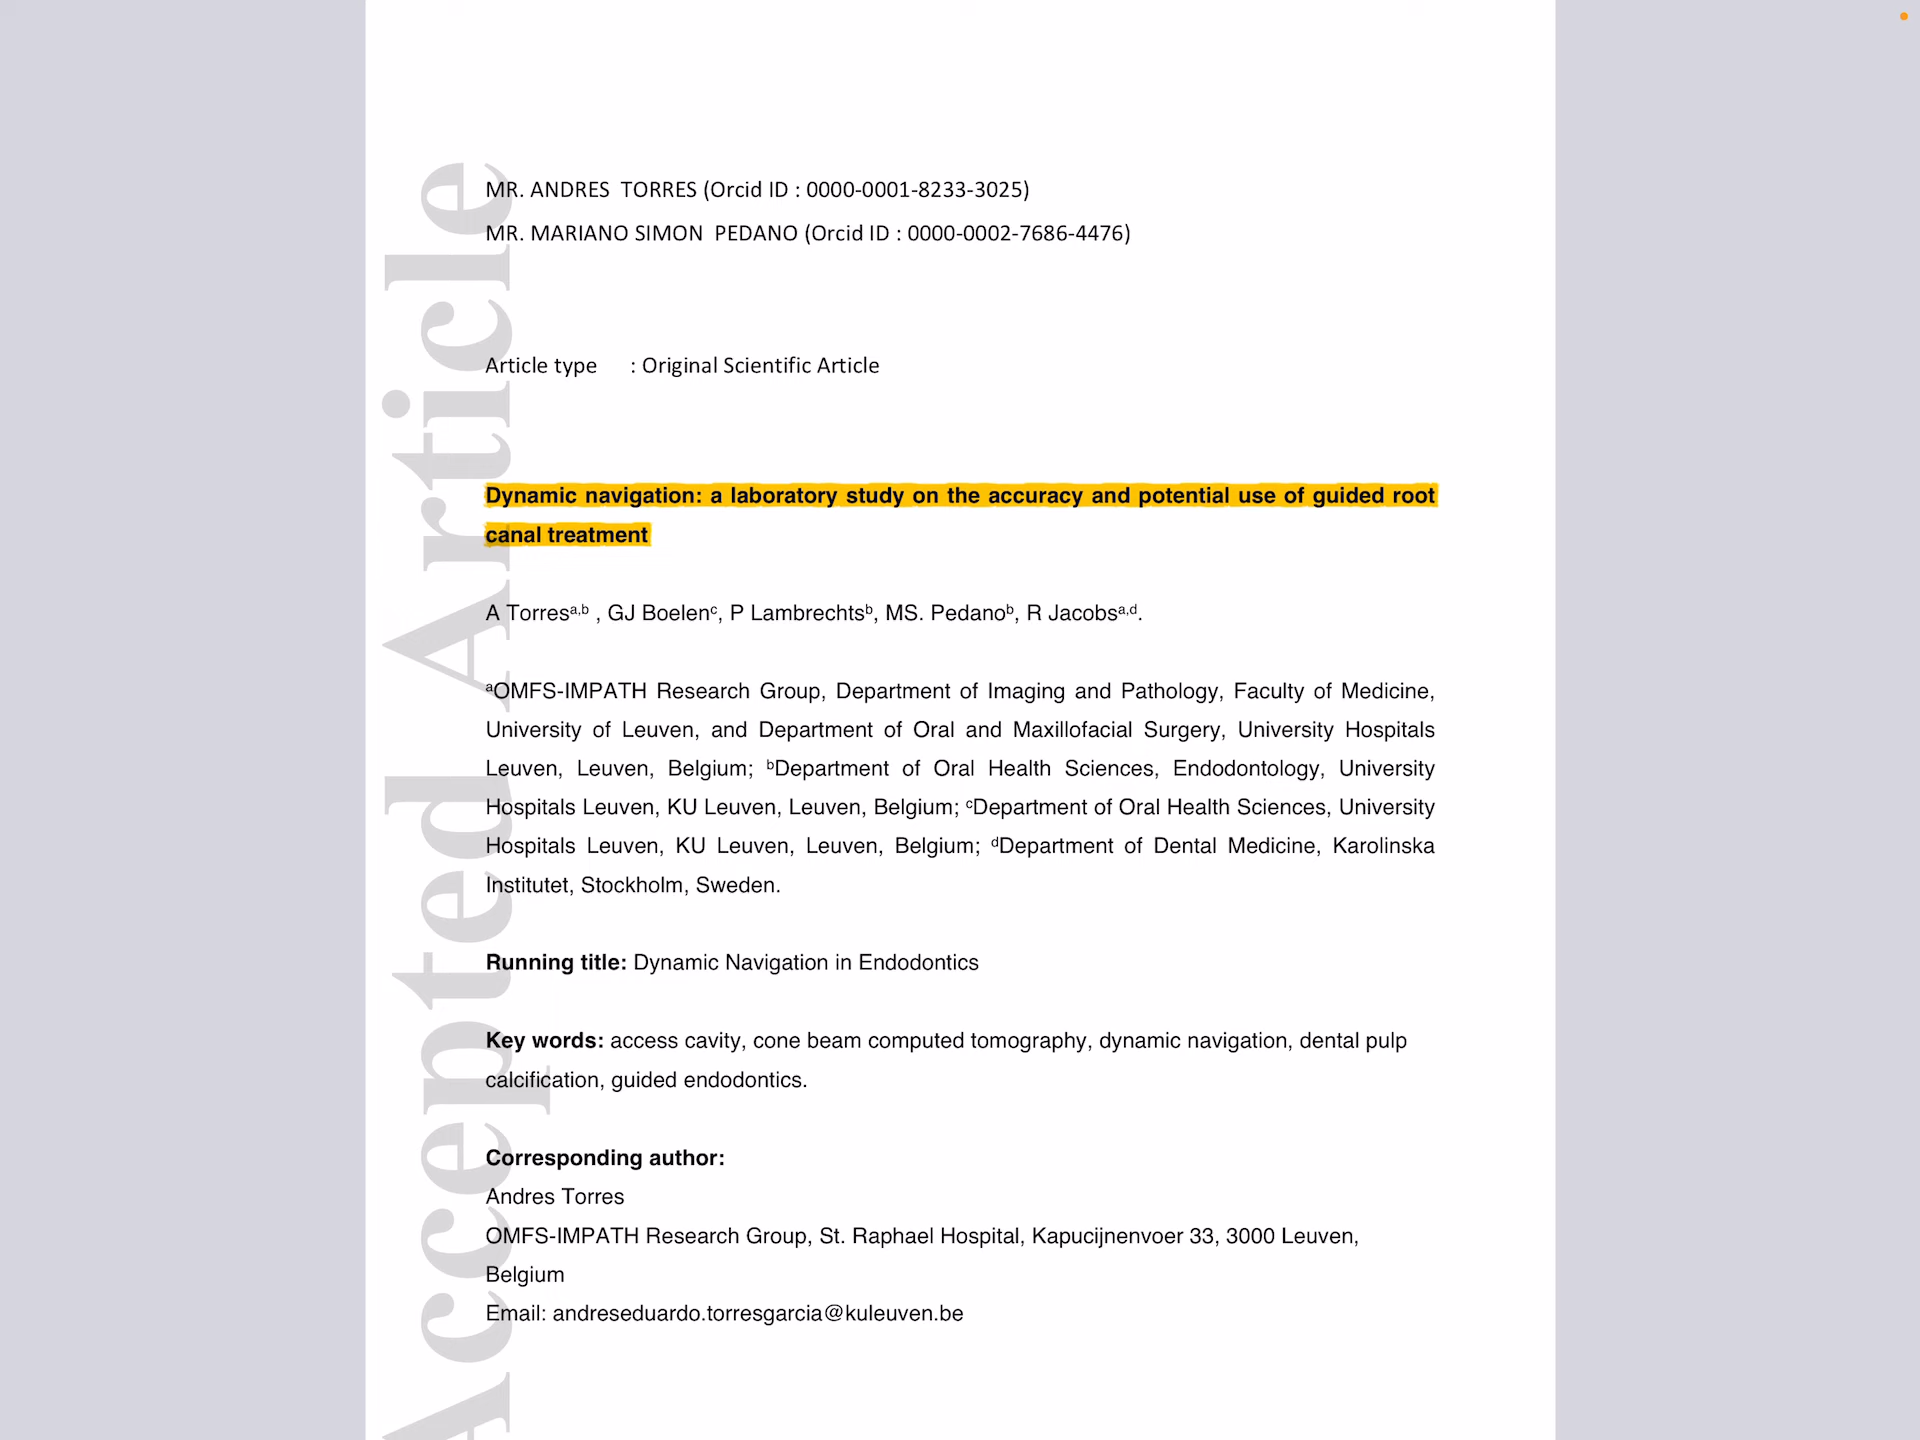 MR. ANDRES  TORRES (Orcid ID : 0000-0001-8233-3025)
MR. MARIANO SIMON  PEDANO (Orcid ID : 0000-0002-7686-4476)
Article type : Original Scientific Article
Dynamic navigation: a laboratory study on the accuracy and potential use of guided root
canal treatment
A Torresᵃ,ᵇ , GJ Boelenᶜ, P Lambrechtsᵇ, MS. Pedanoᵇ, R Jacobsᵃ,ᵈ.
ᵃOMFS-IMPATH Research Group, Department of Imaging and Pathology, Faculty of Medicine,
University of Leuven, and Department of Oral and Maxillofacial Surgery, University Hospitals
Leuven, Leuven, Belgium; ᵇDepartment of Oral Health Sciences, Endodontology, University
Hospitals Leuven, KU Leuven, Leuven, Belgium; ᶜDepartment of Oral Health Sciences, University
Hospitals Leuven, KU Leuven, Leuven, Belgium; ᵈDepartment of Dental Medicine, Karolinska
Institutet, Stockholm, Sweden.
Running title: Dynamic Navigation in Endodontics
Key words: access cavity, cone beam computed tomography, dynamic navigation, dental pulp
calcification, guided endodontics.
Corresponding author:
Andres Torres
OMFS-IMPATH Research Group, St. Raphael Hospital, Kapucijnenvoer 33, 3000 Leuven,
Belgium
Email: andreseduardo.torresgarcia@kuleuven.be
Accepted Article